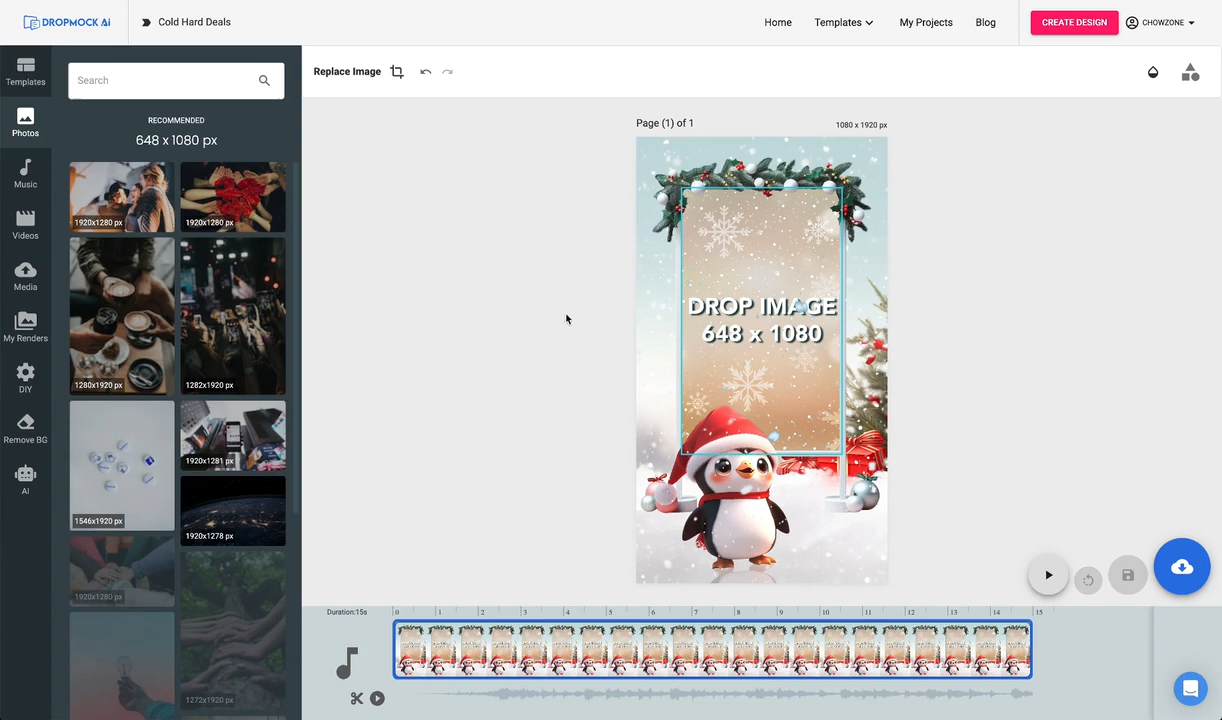 DROPMOCK Ai
Cold Hard Deals
Home
Templates
My Projects
Blog
CREATE DESIGN
CHOWZONE
Templates
Photos
Music
Videos
Media
My Renders
DIY
Remove BG
AI
Search
RECOMMENDED
648 x 1080 px
1920x1280 px
1920x1280 px
1280x1920 px
1282x1920 px
1546x1920 px
1920x1281 px
1920x1278 px
1920x1280 px
1272x1920 px
Replace Image
Page (1) of 1
1080 x 1920 px
DROP IMAGE
648 x 1080
Duration:15s
0 1 2 3 4 5 6 7 8 9 10 11 12 13 14 15